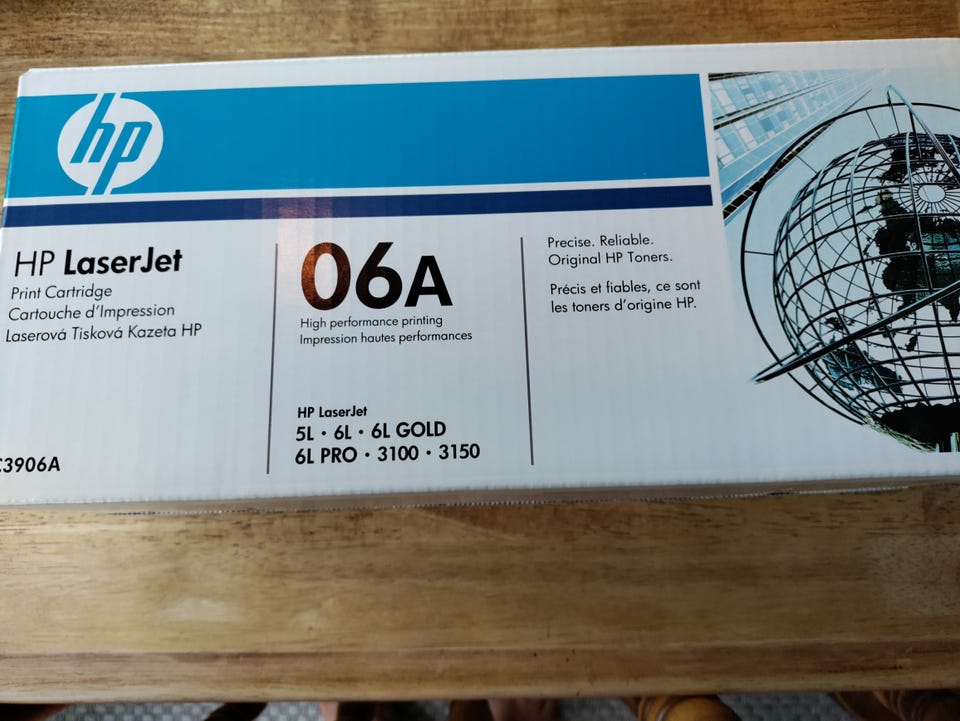 hp
HP LaserJet
Print Cartridge
Cartouche d'Impression
Laserová Tisková Kazeta HP
C3906A
06A
High performance printing
Impression hautes performances
HP LaserJet
5L · 6L · 6L GOLD
6L PRO · 3100 · 3150
Precise. Reliable.
Original HP Toners.
Précis et fiables, ce sont
les toners d'origine HP.